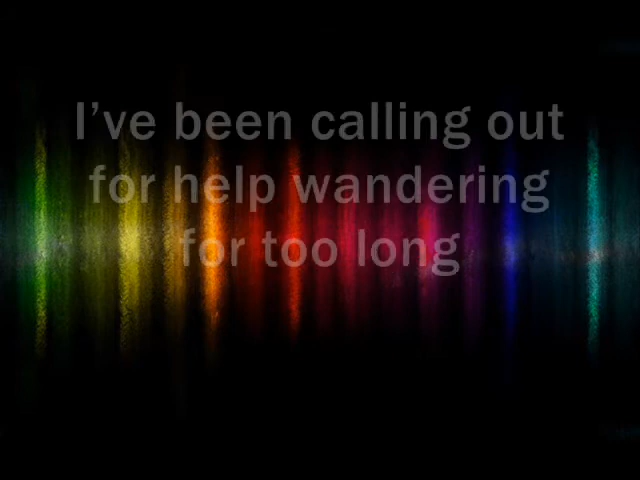 I’ve been calling out
for help wandering
for too long